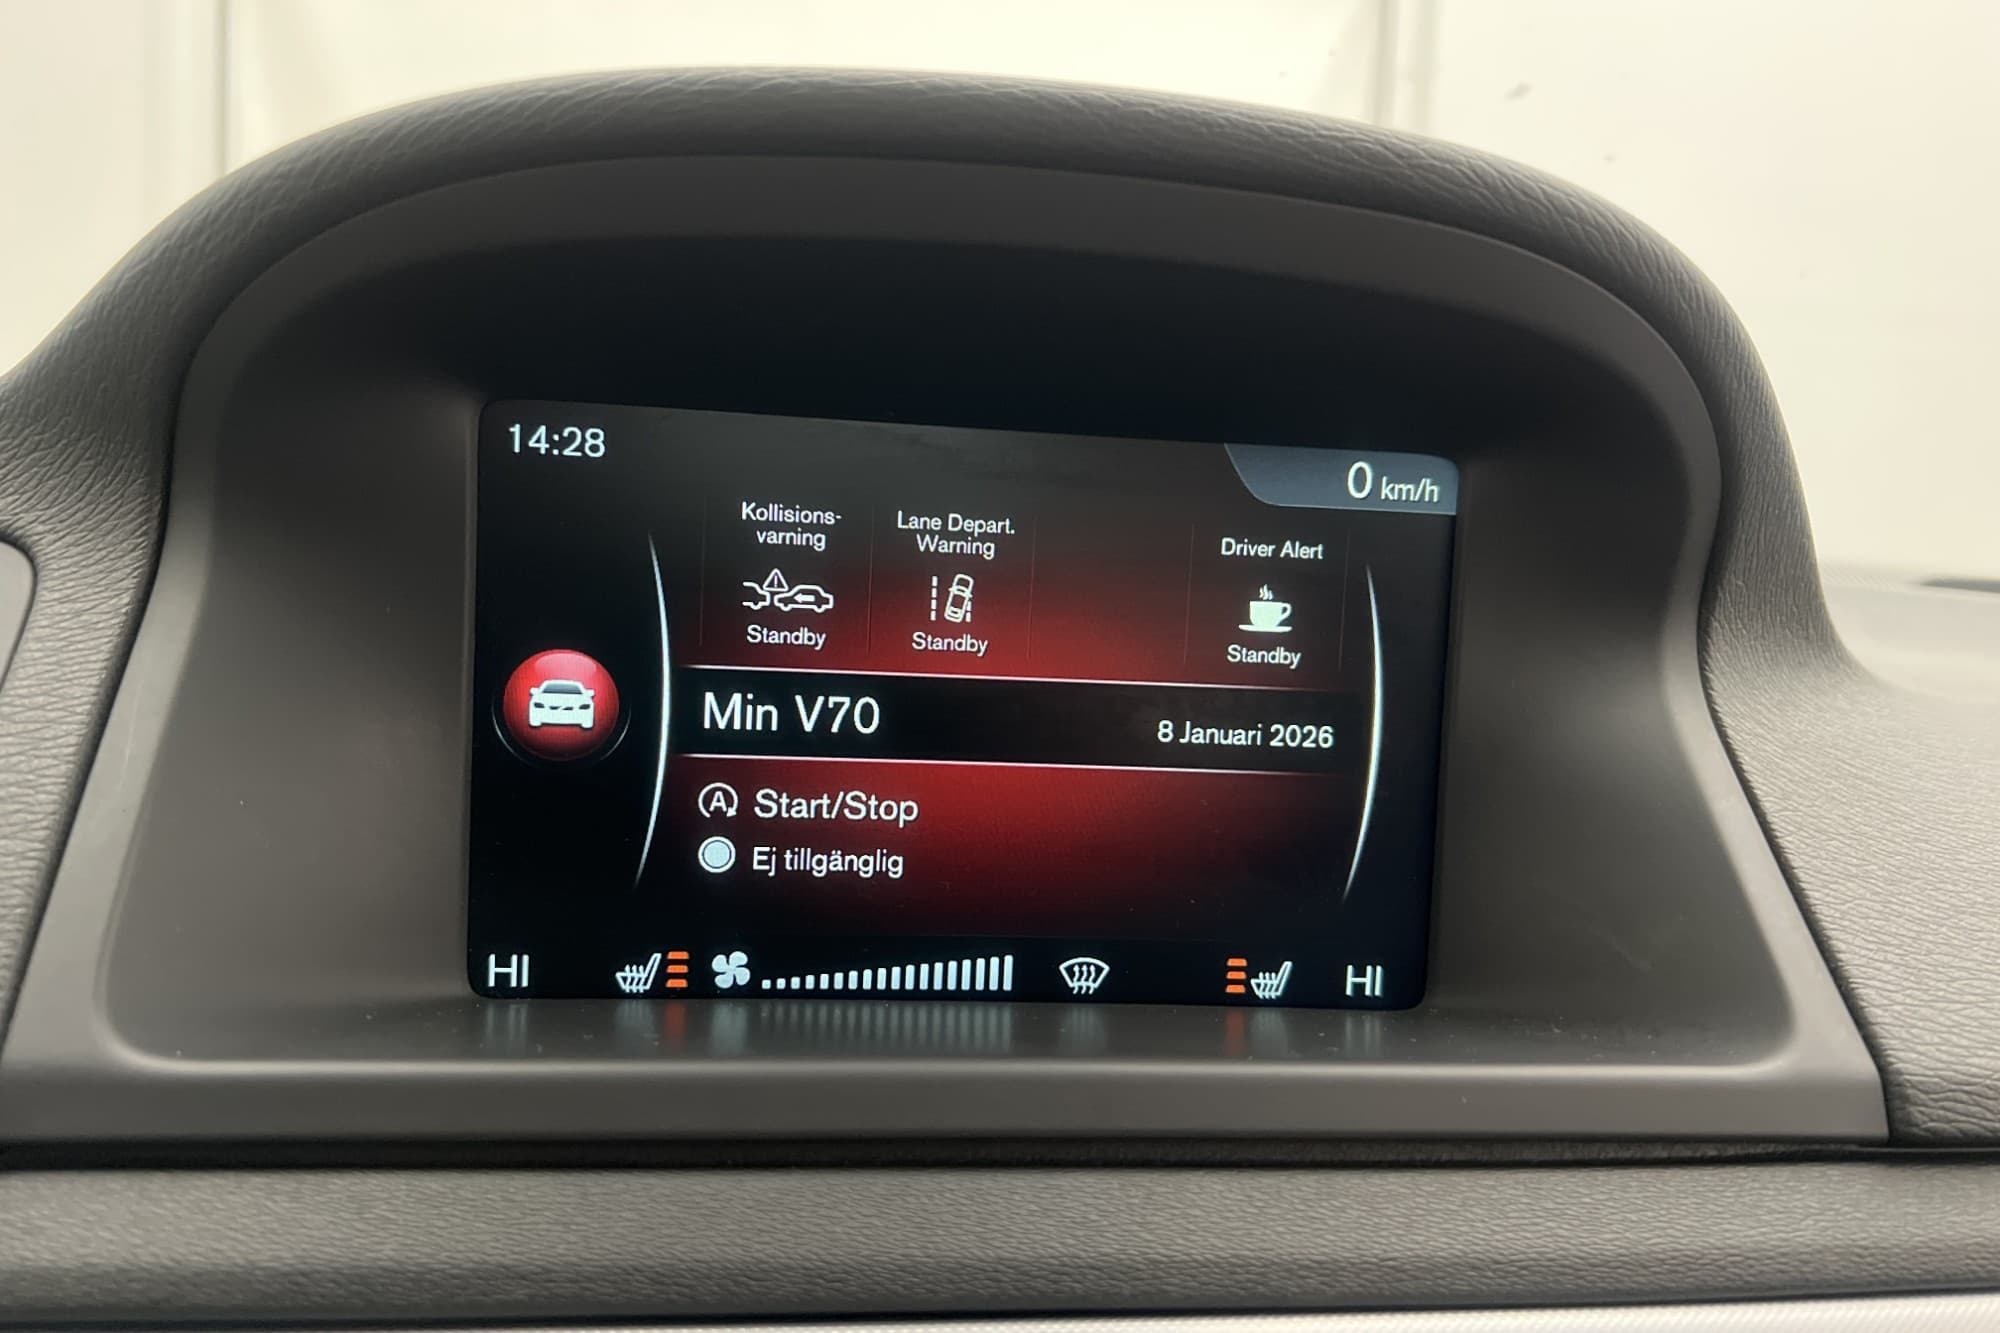 14:28
0 km/h
Kollisions-
varning
Standby
Lane Depart.
Warning
Standby
Driver Alert
Standby
Min V70
8 Januari 2026
A Start/Stop
Ej tillgänglig
HI
HI